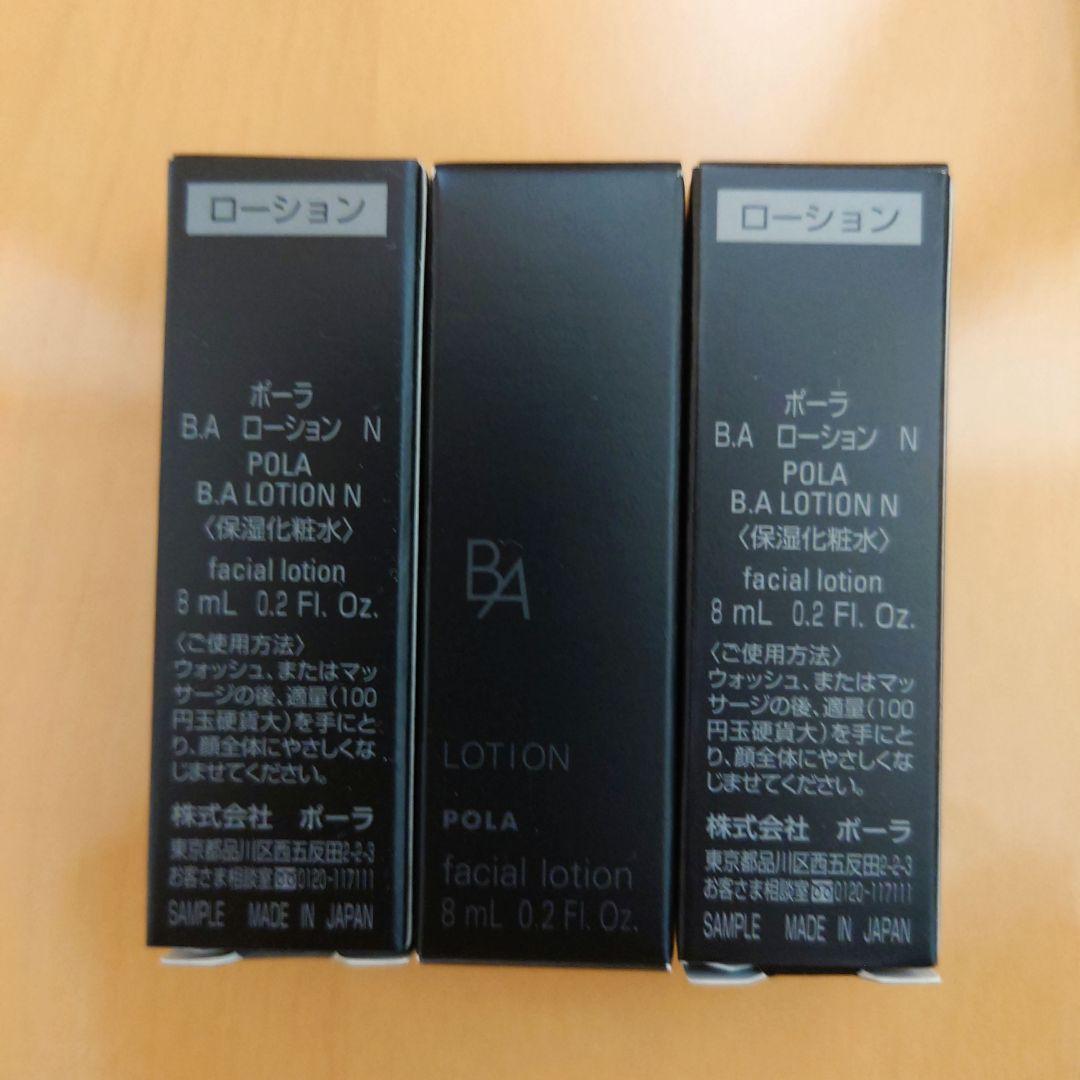 ローション
ポーラ
B.A ローション N
POLA
B.A LOTION N
〈保湿化粧水〉
facial lotion
8 mL 0.2 Fl. Oz.
〈ご使用方法〉
ウォッシュ、またはマッ
サージの後、適量(100
円玉硬貨大)を手にと
り、顔全体にやさしくな
じませてください。
株式会社 ポーラ
東京都品川区西五反田2-2-3
お客さま相談室 0120-117111
SAMPLE MADE IN JAPAN
BA
LOTION
POLA
facial lotion
8 mL 0.2 Fl. Oz.
ローション
ポーラ
B.A ローション N
POLA
B.A LOTION N
〈保湿化粧水〉
facial lotion
8 mL 0.2 Fl. Oz.
〈ご使用方法〉
ウォッシュ、またはマッ
サージの後、適量(100
円玉硬貨大)を手にと
り、顔全体にやさしくな
じませてください。
株式会社 ポーラ
東京都品川区西五反田2-2-3
お客さま相談室 0120-117111
SAMPLE MADE IN JAPAN